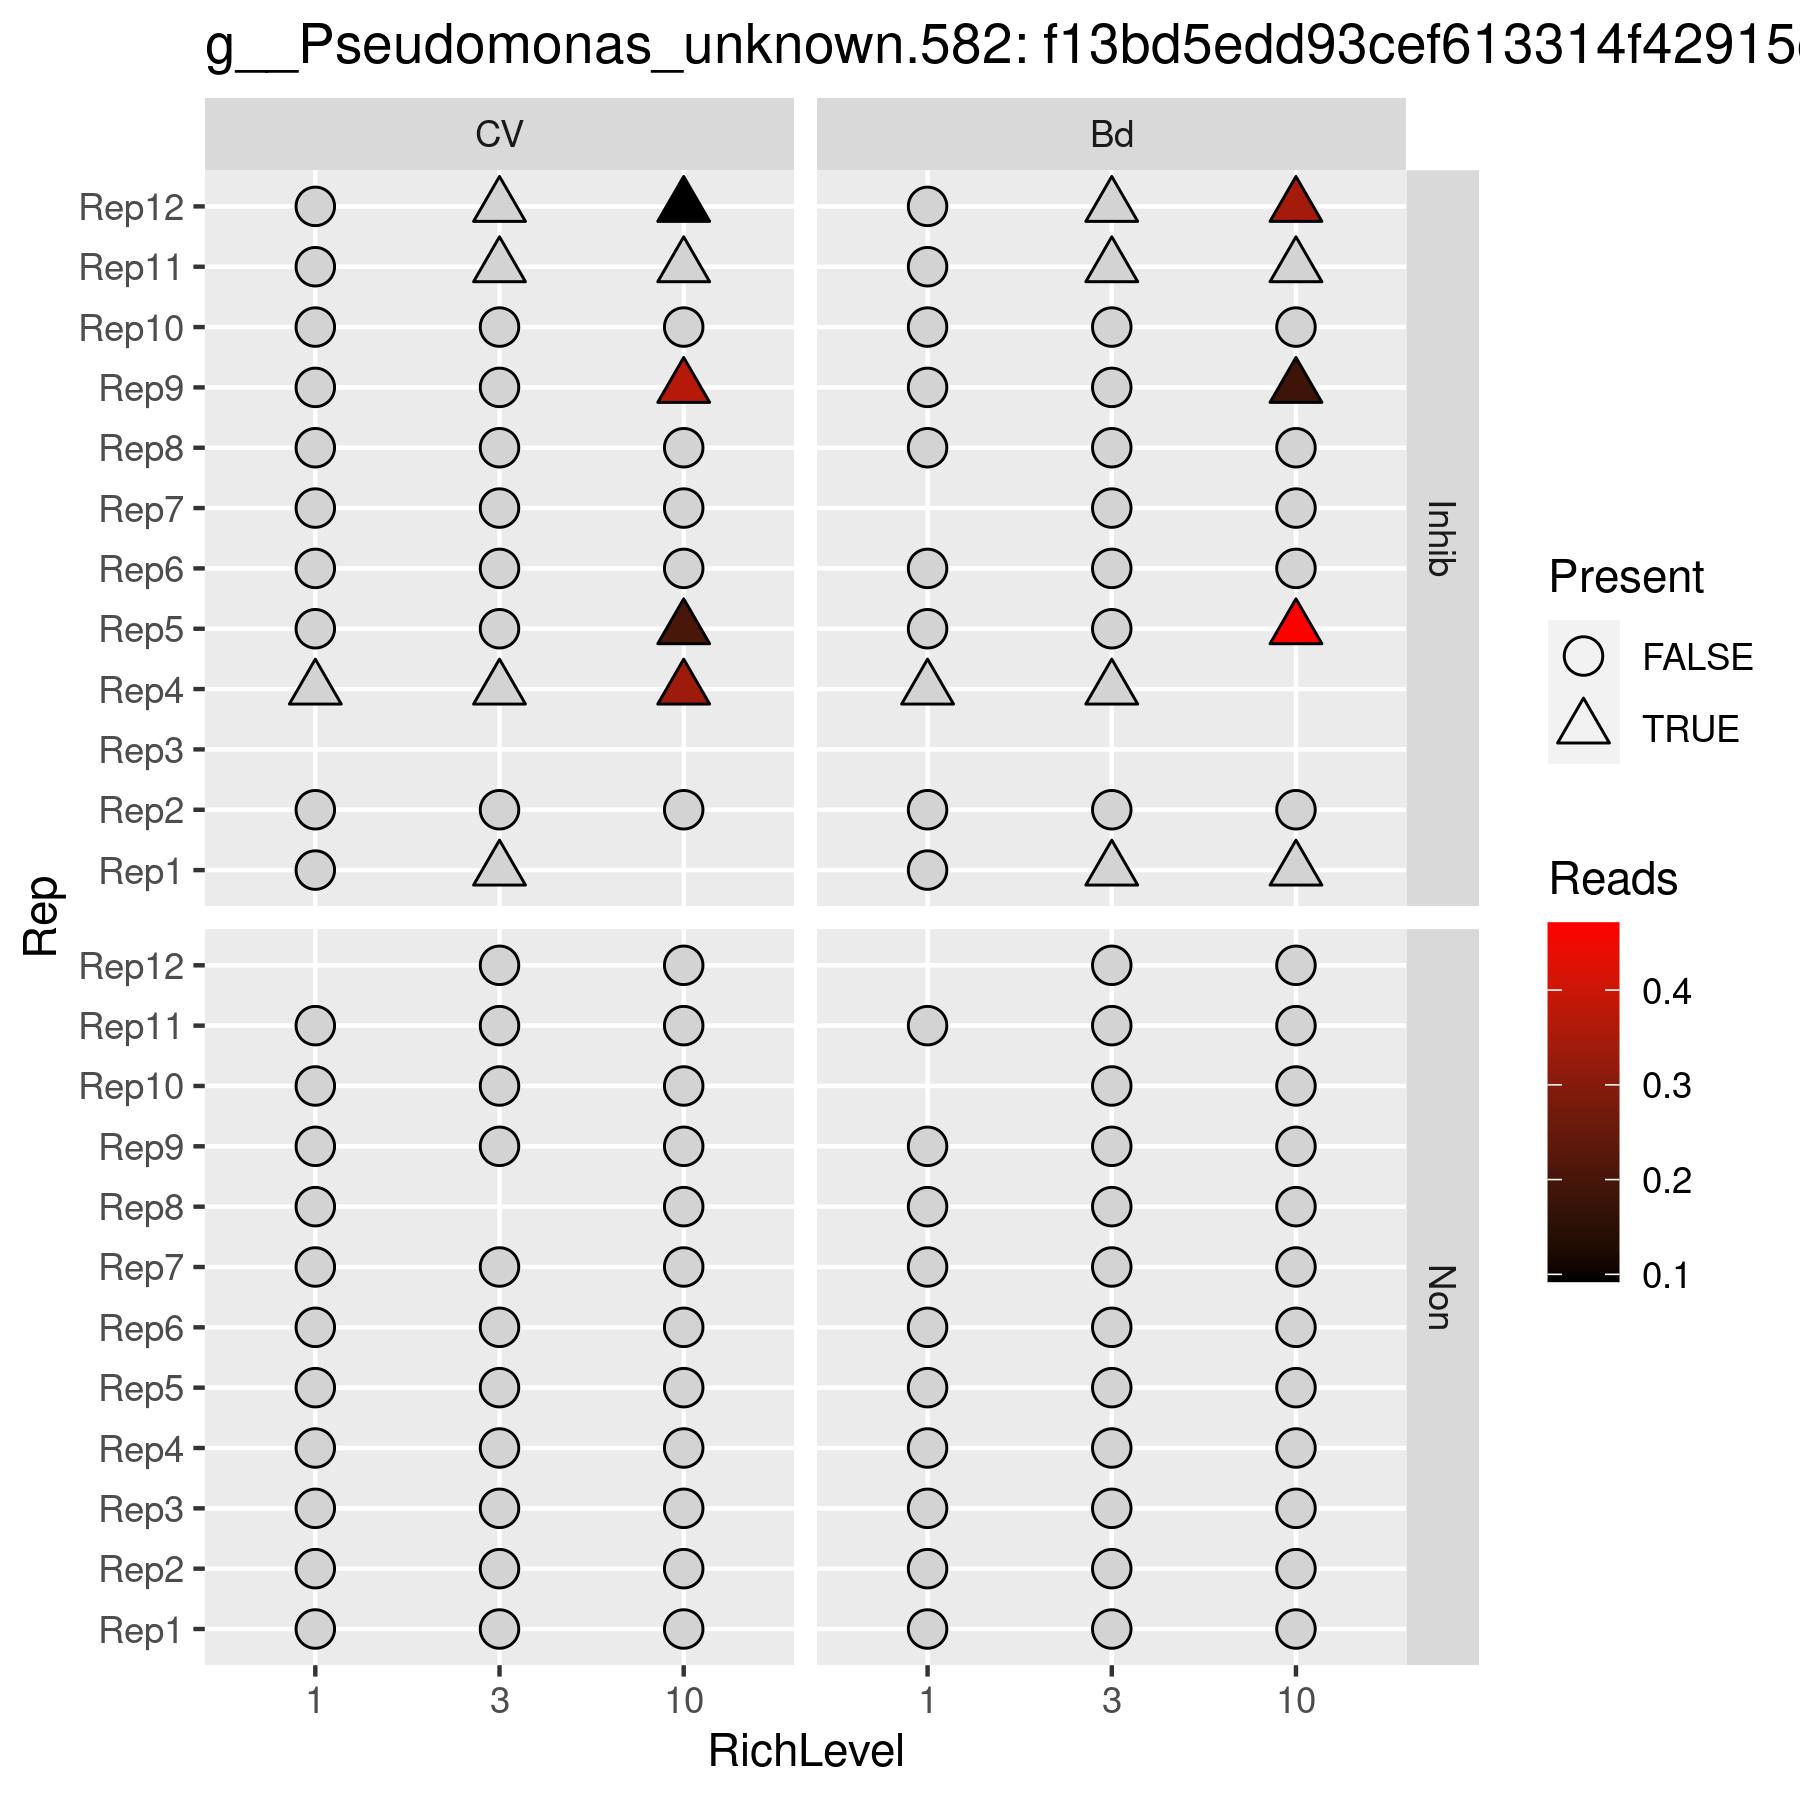 g__Pseudomonas_unknown.582: f13bd5edd93cef613314f42915
CV
Bd
Rep12
Rep11
Rep10
Rep9
Rep8
Rep7
Rep6
Rep5
Rep4
Rep3
Rep2
Rep1
Inhib
Rep
Rep12
Rep11
Rep10
Rep9
Rep8
Rep7
Rep6
Rep5
Rep4
Rep3
Rep2
Rep1
Non
1
3
10
1
3
10
RichLevel
Present
FALSE
TRUE
Reads
0.4
0.3
0.2
0.1